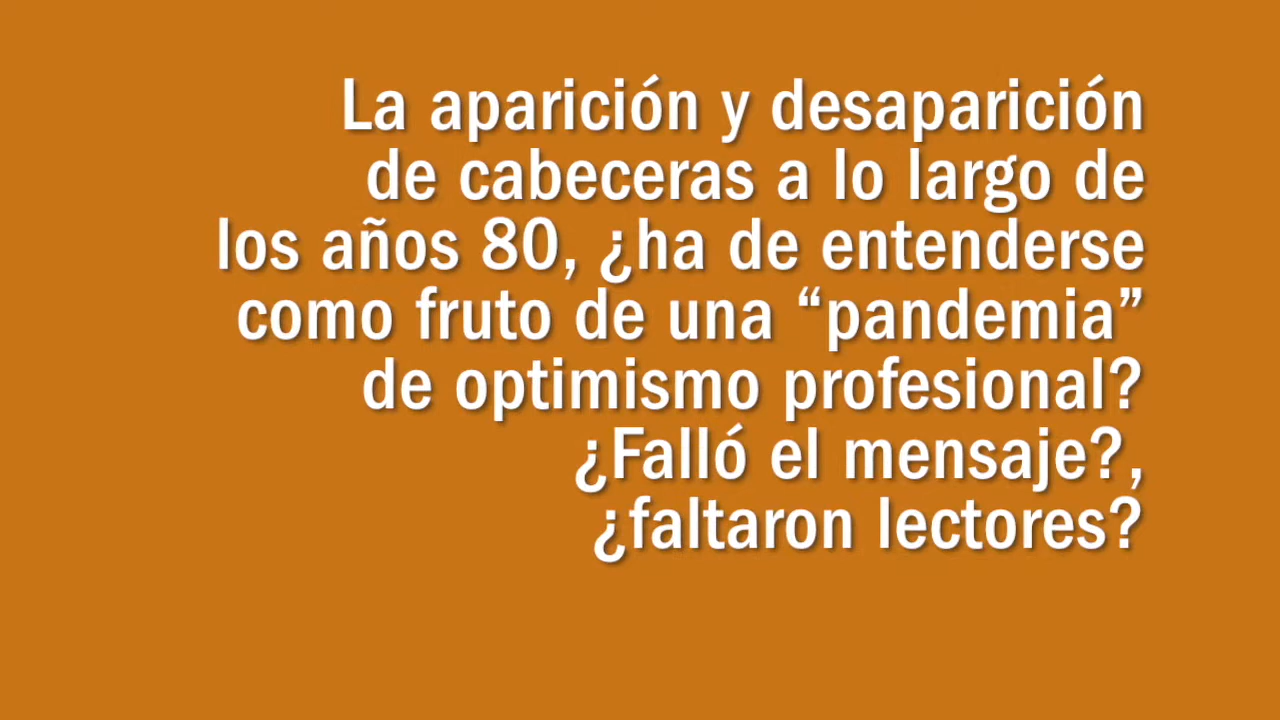 La aparición y desaparición
de cabeceras a lo largo de
los años 80, ¿ha de entenderse
como fruto de una “pandemia”
de optimismo profesional?
¿Falló el mensaje?,
¿faltaron lectores?